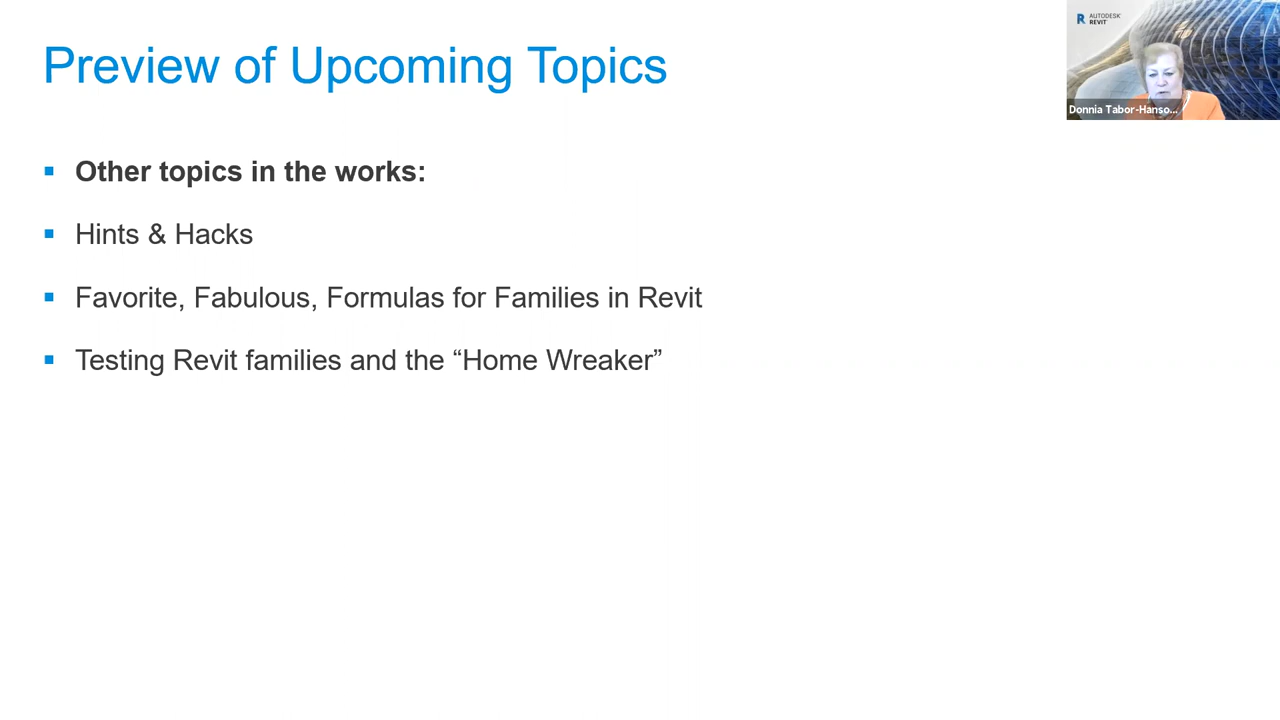 Preview of Upcoming Topics
AUTODESK
REVIT
Donnia Tabor-Hanso...
Other topics in the works:
Hints & Hacks
Favorite, Fabulous, Formulas for Families in Revit
Testing Revit families and the “Home Wreaker”